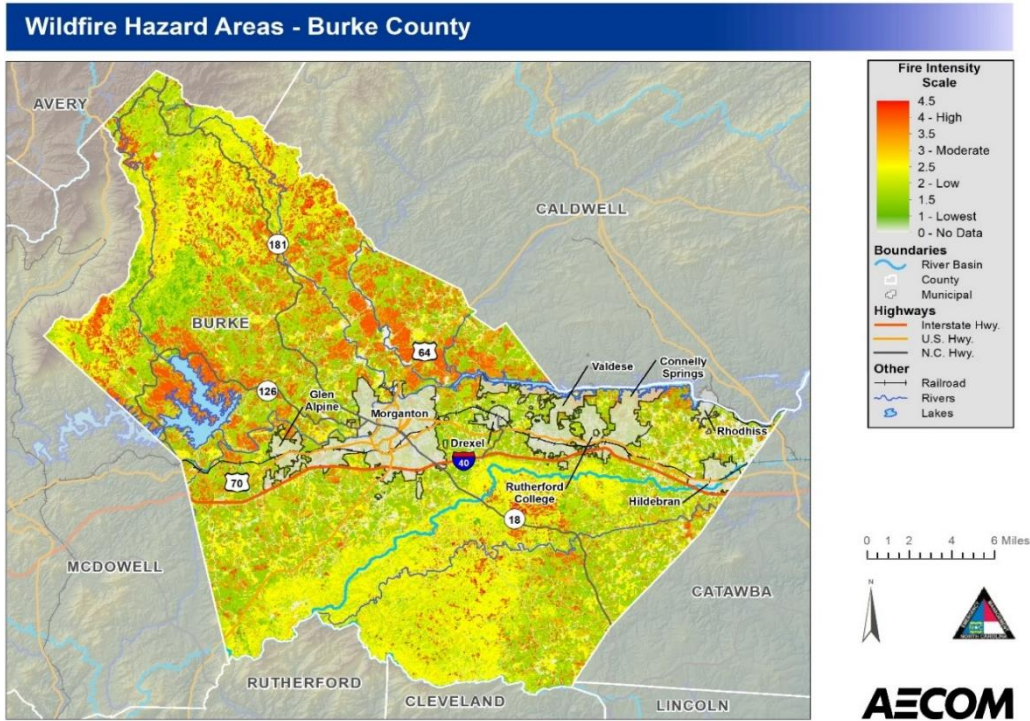 Wildfire Hazard Areas - Burke County
AVERY
CALDWELL
181
BURKE
64
126
Glen
Alpine
Morganton
Valdese
Connelly
Springs
Drexel
Rhodhiss
40
70
Rutherford
College
Hildebran
18
MCDOWELL
CATAWBA
RUTHERFORD
CLEVELAND
LINCOLN
Fire Intensity
Scale
4.5
4 - High
3.5
3 - Moderate
2.5
2 - Low
1.5
1 - Lowest
0 - No Data
Boundaries
River Basin
County
Municipal
Highways
Interstate Hwy.
U.S. Hwy.
N.C. Hwy.
Other
Railroad
Rivers
Lakes
0 1 2 4 6 Miles
N
AECOM